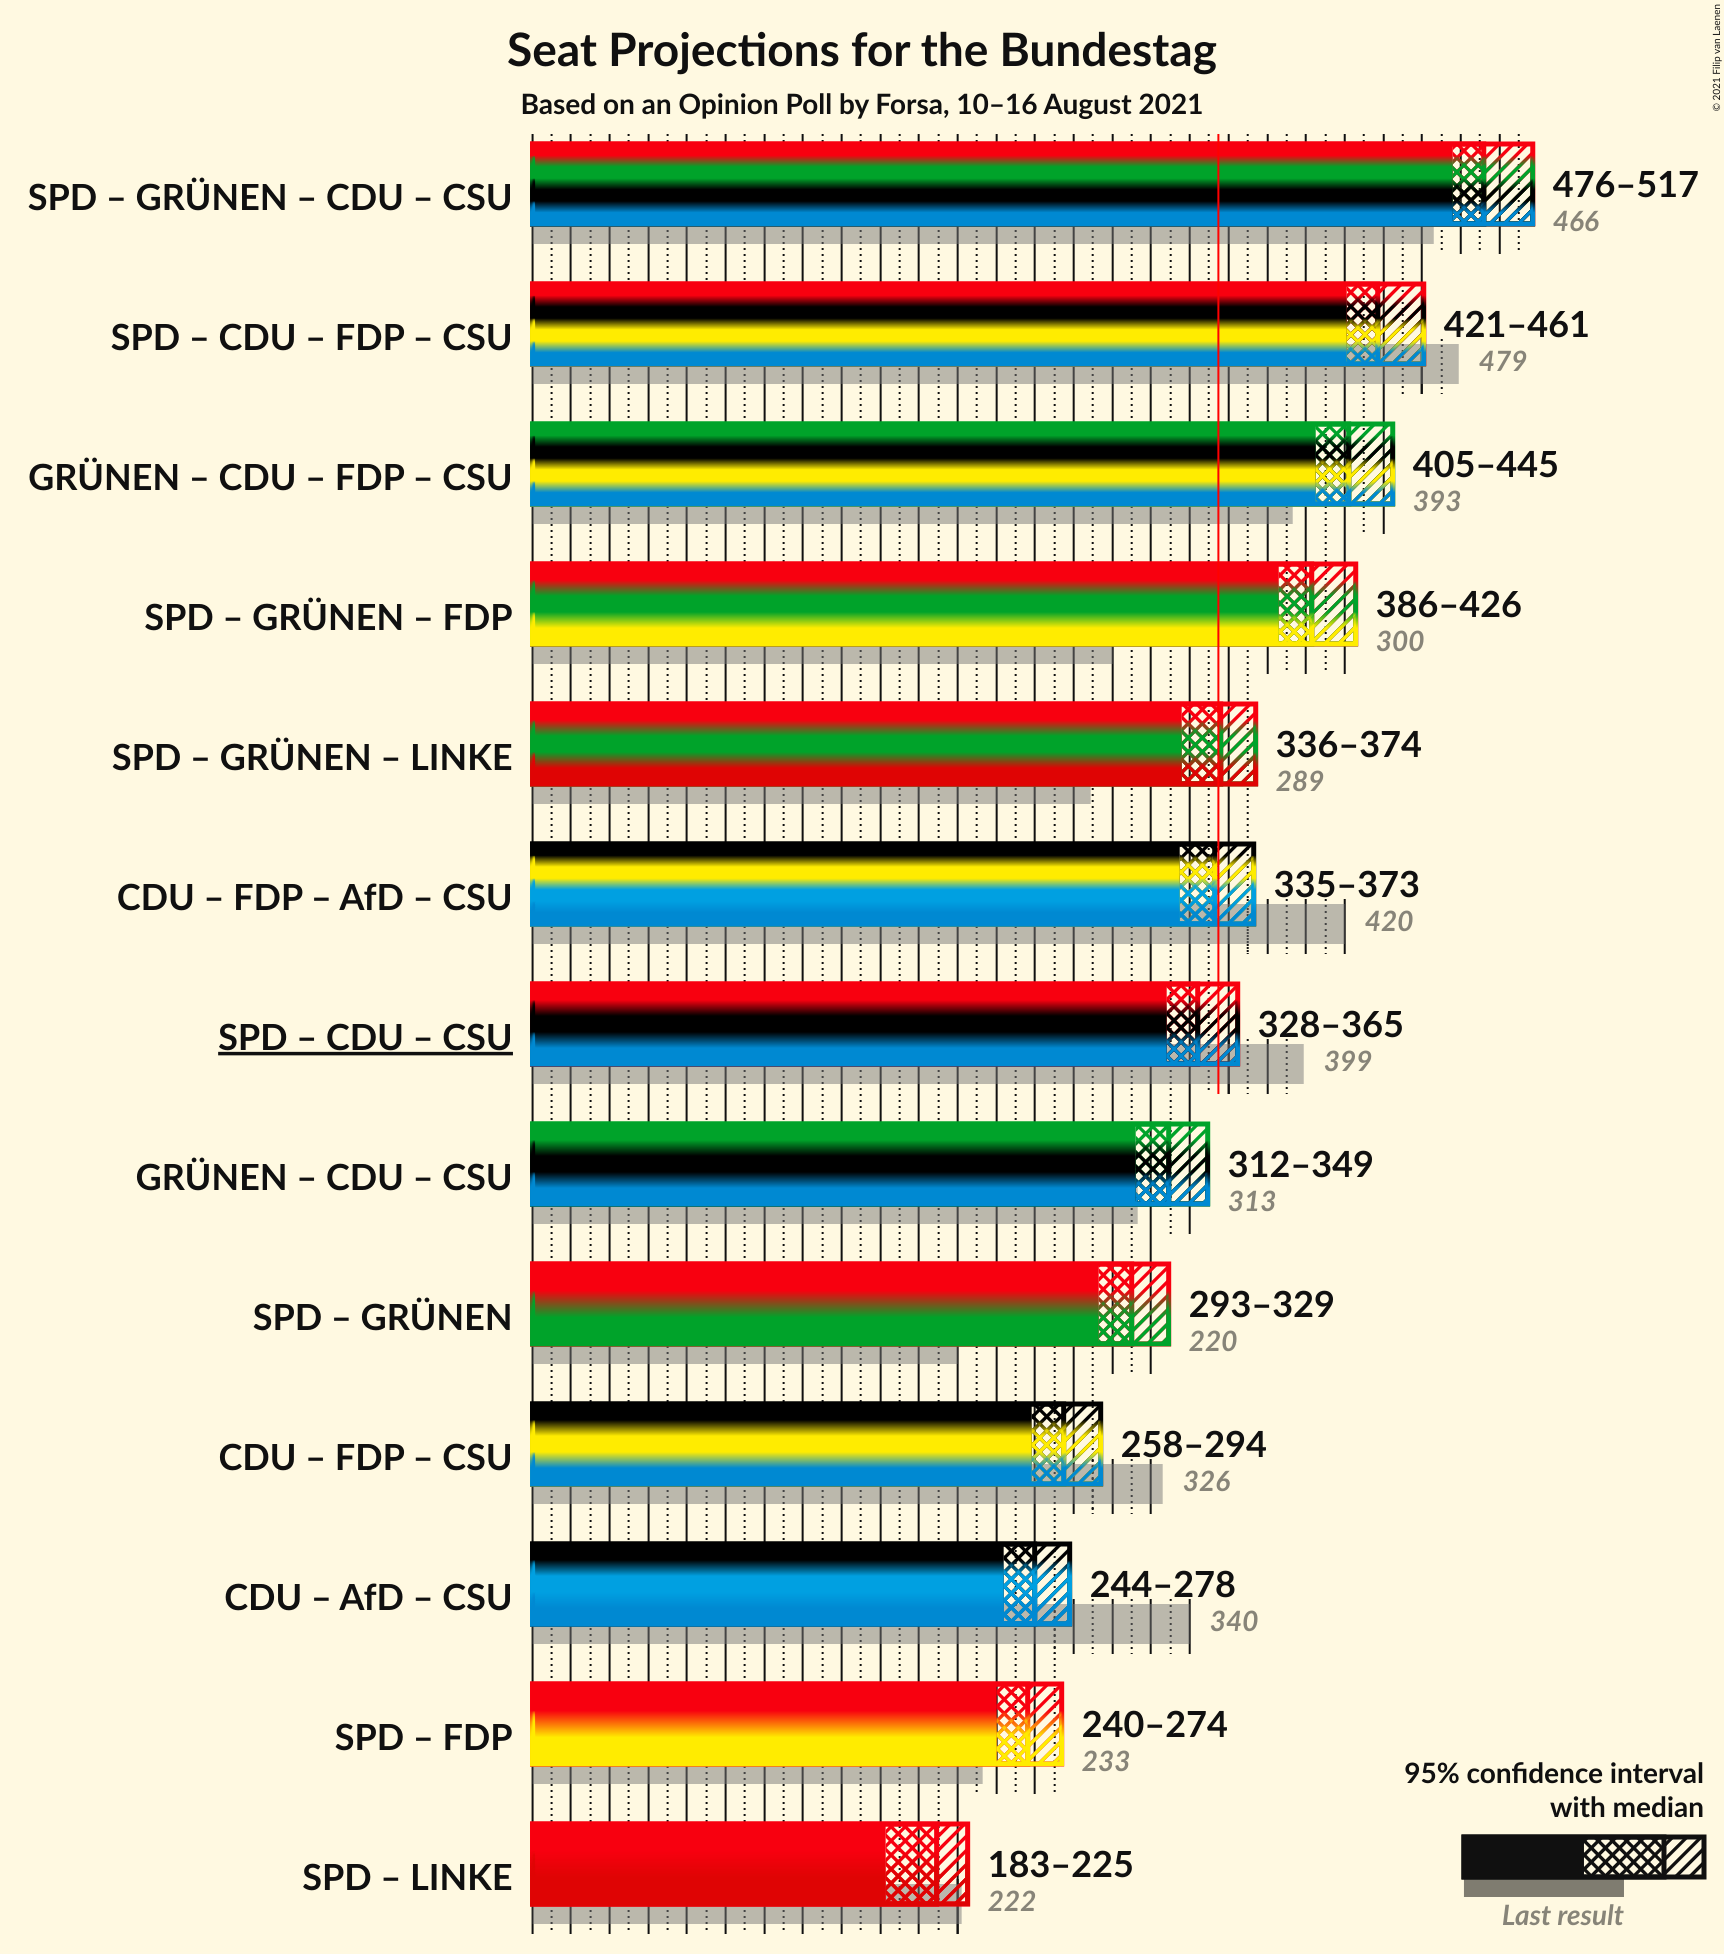 Seat Projections for the Bundestag
Based on an Opinion Poll by Forsa, 10–16 August 2021
© 2021 Filip van Laenen
SPD – GRÜNEN – CDU – CSU
476–517
466
SPD – CDU – FDP – CSU
421–461
479
GRÜNEN – CDU – FDP – CSU
405–445
393
SPD – GRÜNEN – FDP
386–426
300
SPD – GRÜNEN – LINKE
336–374
289
CDU – FDP – AfD – CSU
335–373
420
SPD – CDU – CSU
328–365
399
GRÜNEN – CDU – CSU
312–349
313
SPD – GRÜNEN
293–329
220
CDU – FDP – CSU
258–294
326
CDU – AfD – CSU
244–278
340
SPD – FDP
240–274
233
SPD – LINKE
183–225
222
95% confidence interval
with median
Last result